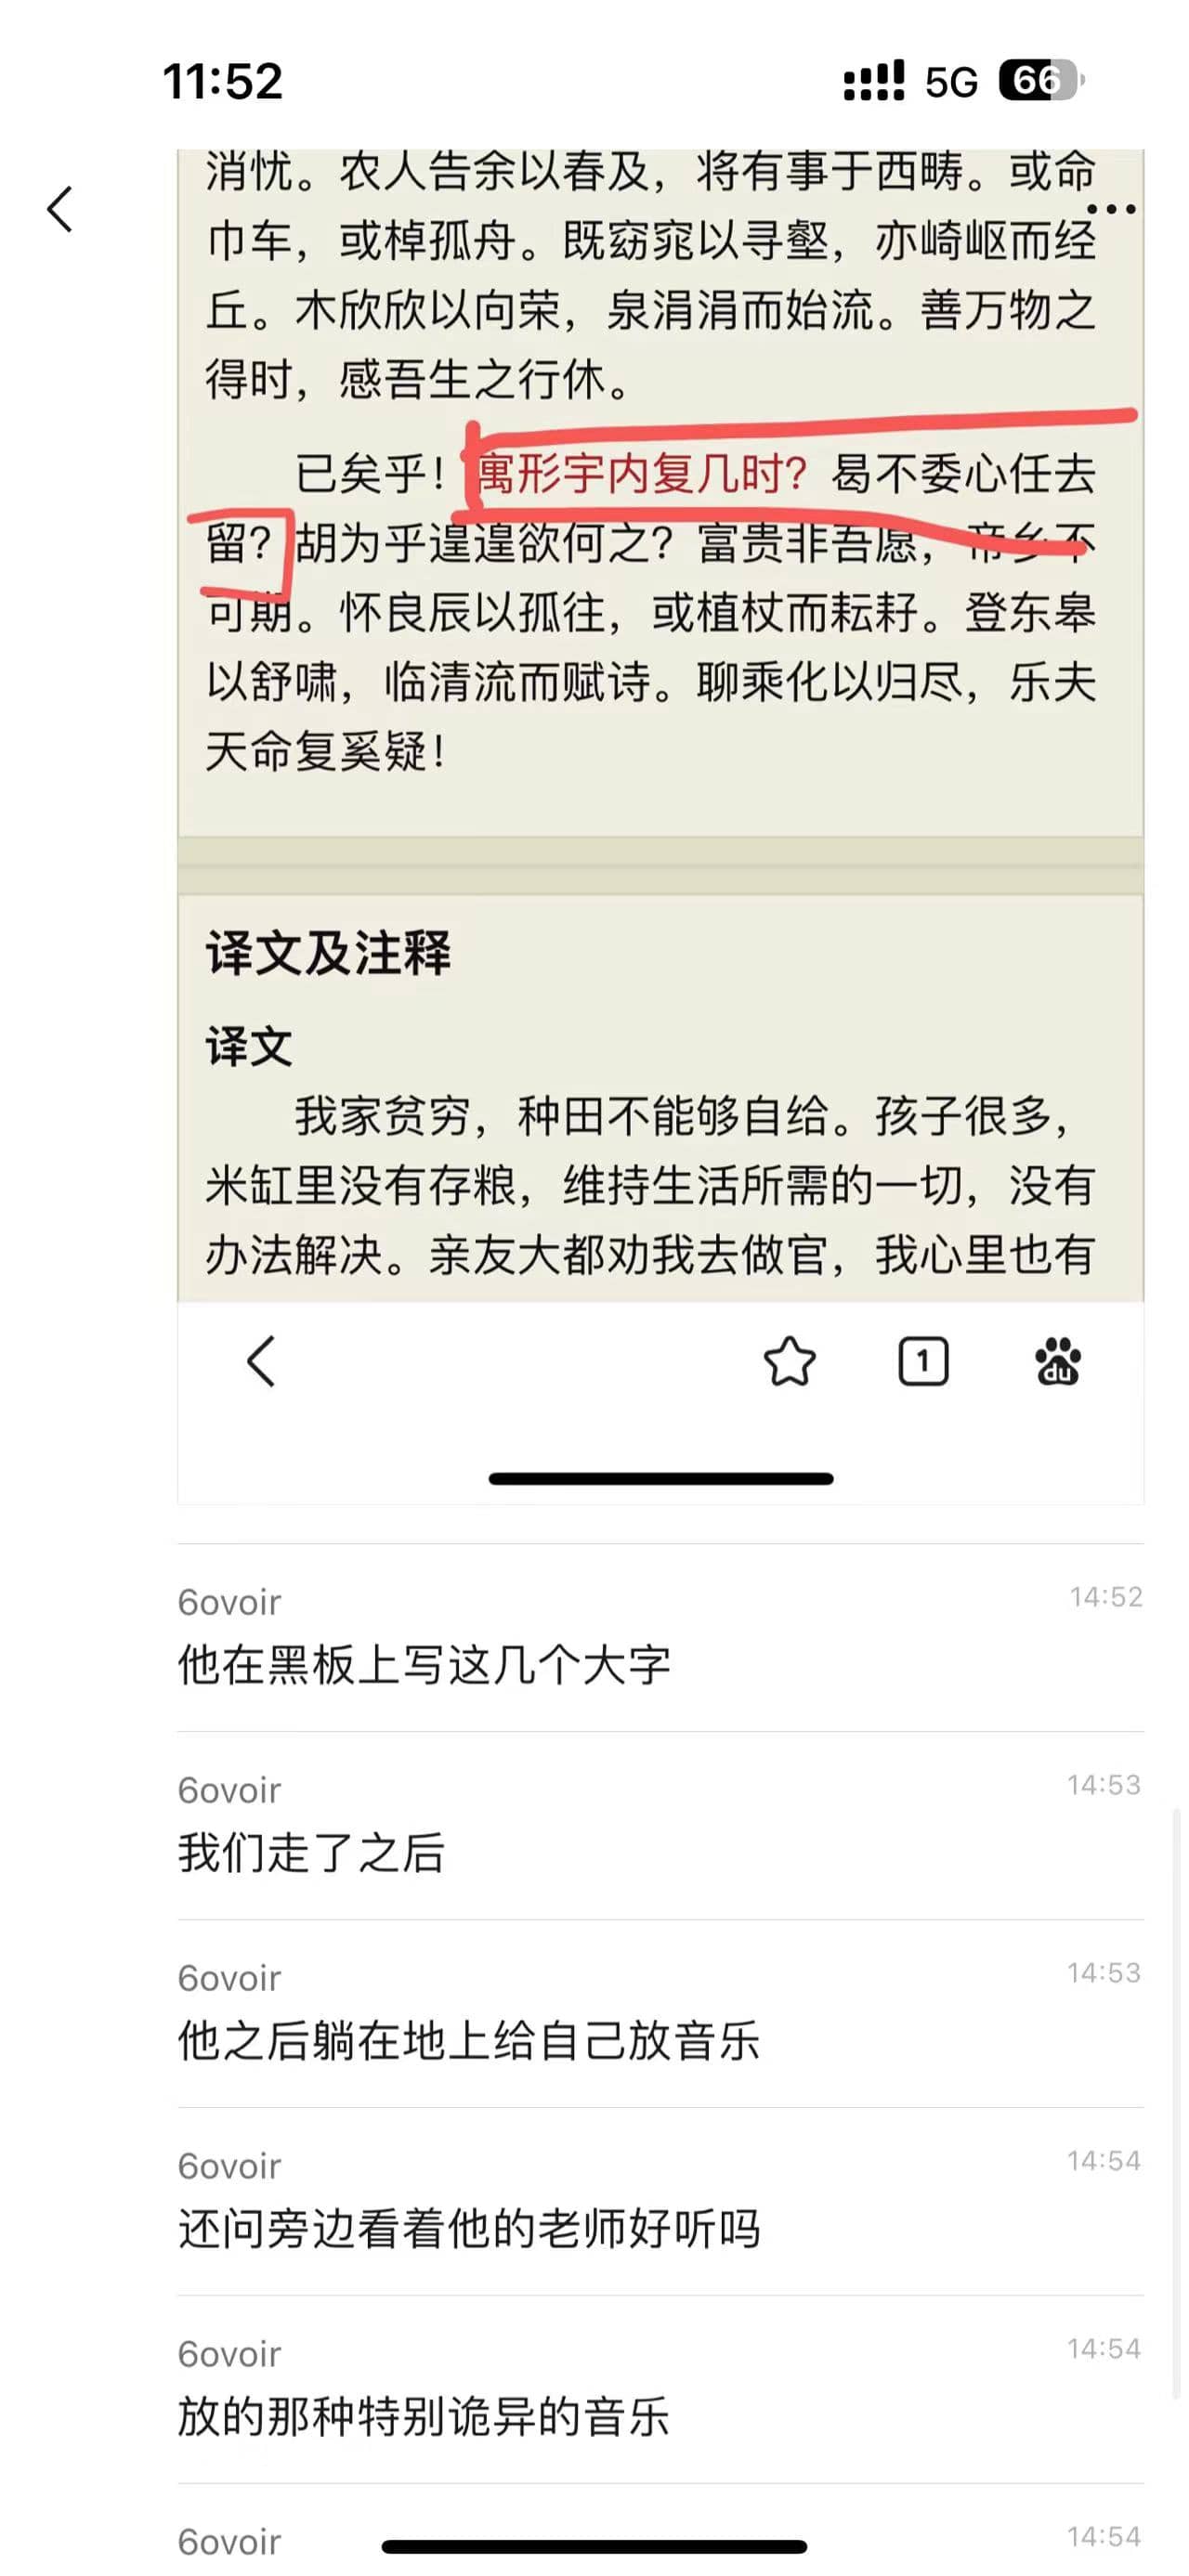 11:52
5G
66
消忧。农人告余以春及，将有事于西畴。或命
巾车，或棹孤舟。既窈窕以寻壑，亦崎岖而经
丘。木欣欣以向荣，泉涓涓而始流。善万物之
得时，感吾生之行休。
已矣乎！寓形宇内复几时？曷不委心任去
留？胡为乎遑遑欲何之？富贵非吾愿，帝乡不
可期。怀良辰以孤往，或植杖而耘耔。登东皋
以舒啸，临清流而赋诗。聊乘化以归尽，乐夫
天命复奚疑！
译文及注释
译文
我家贫穷，种田不能够自给。孩子很多，
米缸里没有存粮，维持生活所需的一切，没有
办法解决。亲友大都劝我去做官，我心里也有
1
du
6ovoir 14:52
他在黑板上写这几个大字
6ovoir 14:53
我们走了之后
6ovoir 14:53
他之后躺在地上给自己放音乐
6ovoir 14:54
还问旁边看着他的老师好听吗
6ovoir 14:54
放的那种特别诡异的音乐
6ovoir 14:54